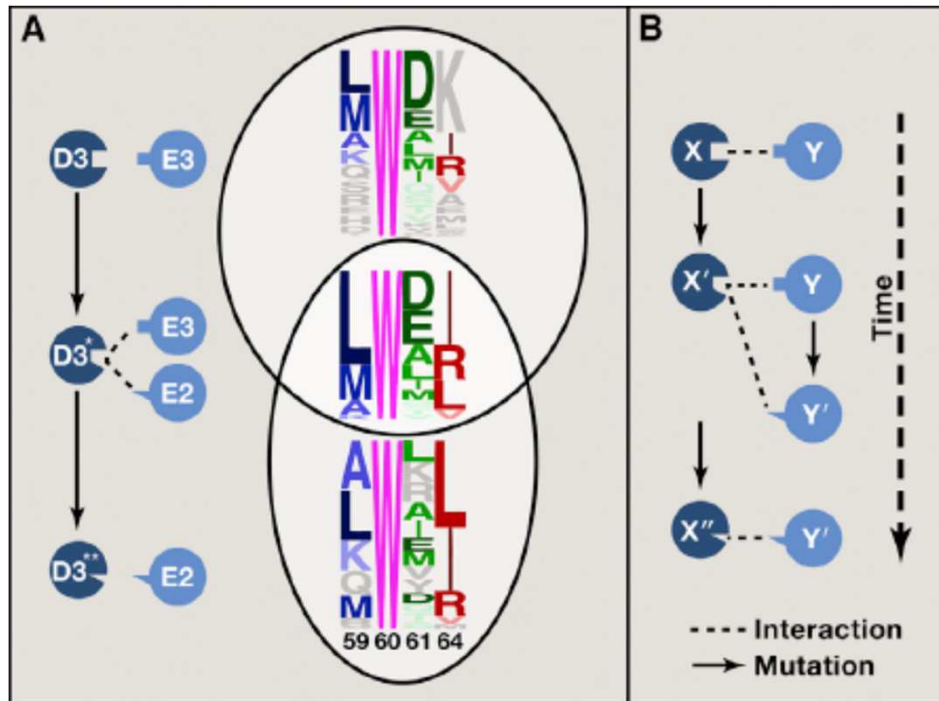 A
D3 E3
D3* E3
E2
D3** E2
L W D K
M E I
A A R
K L V
Q M A
S I
L W D I
M E R
A A L
L
A W L L
L K I
K R R
Q A
M I
E
M
V
D
59 60 61 64
B
X Y
X′ Y
Y′
X″ Y′
Time
Interaction
Mutation